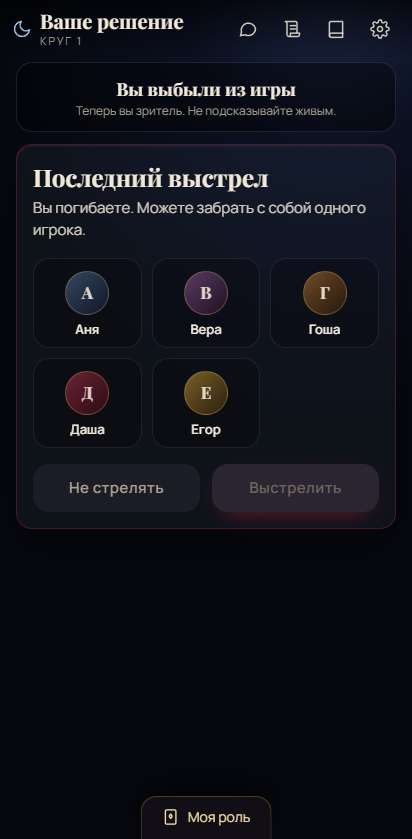 Ваше решение
КРУГ 1
Вы выбыли из игры
Теперь вы зритель. Не подсказывайте живым.
Последний выстрел
Вы погибаете. Можете забрать с собой одного
игрока.
А
В
Г
Аня
Вера
Гоша
Д
Е
Даша
Егор
Не стрелять
Выстрелить
Моя роль